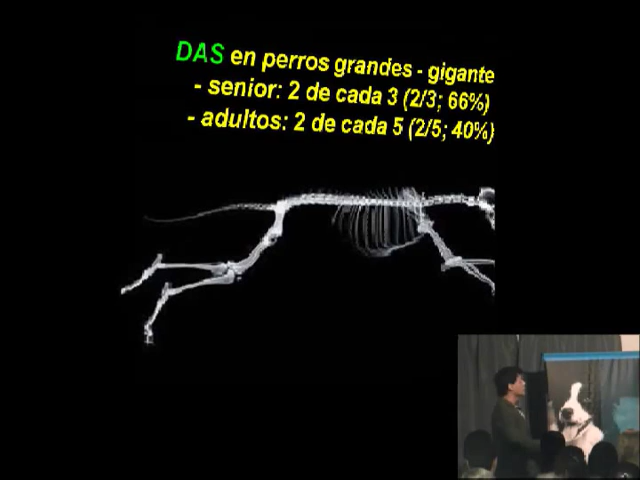 DAS en perros grandes - gigante
- senior: 2 de cada 3 (2/3; 66%)
- adultos: 2 de cada 5 (2/5; 40%)